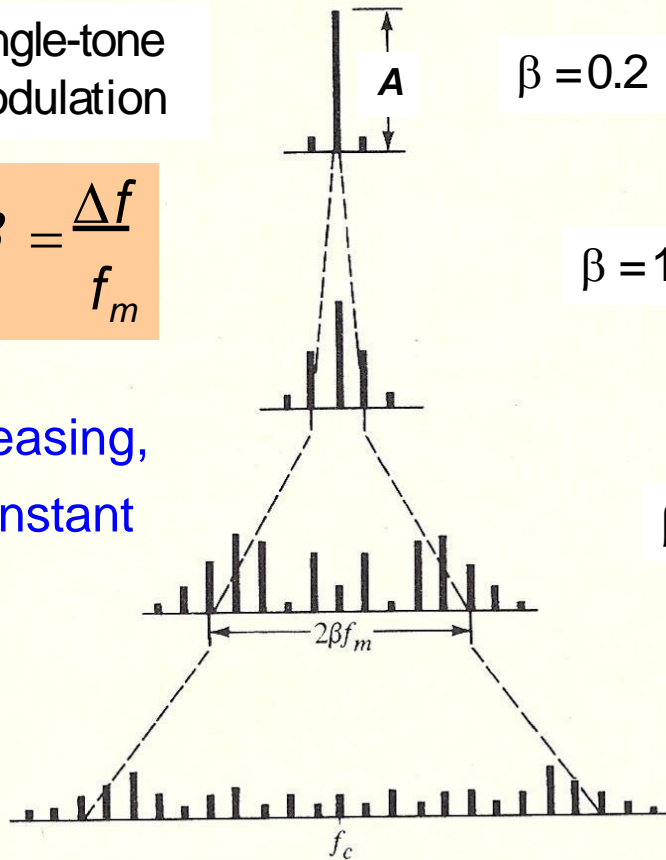 ngle-tone
odulation
A
β = 0.2
= Δf
f_m
β = 1
easing,
nstant
2βf_m
f_c